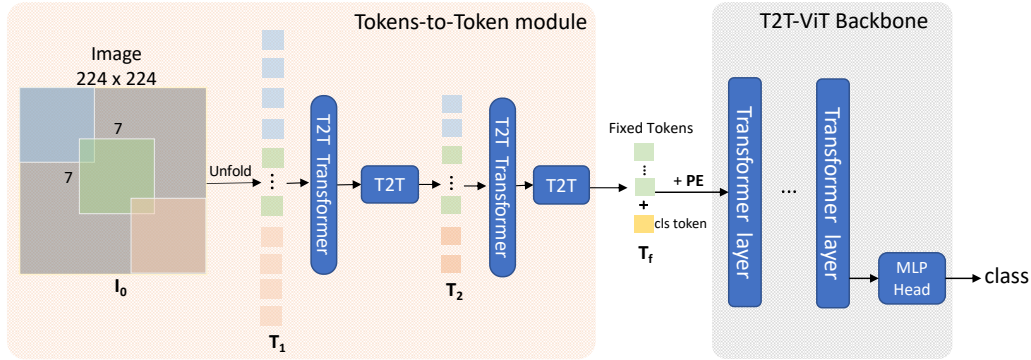 Tokens-to-Token module
T2T-ViT Backbone
Image
224 x 224
7
7
I0
Unfold
T1
T2T Transformer
T2T
T2
T2T Transformer
T2T
Fixed Tokens
+
cls token
Tf
+ PE
Transformer layer
...
Transformer layer
MLP
Head
class